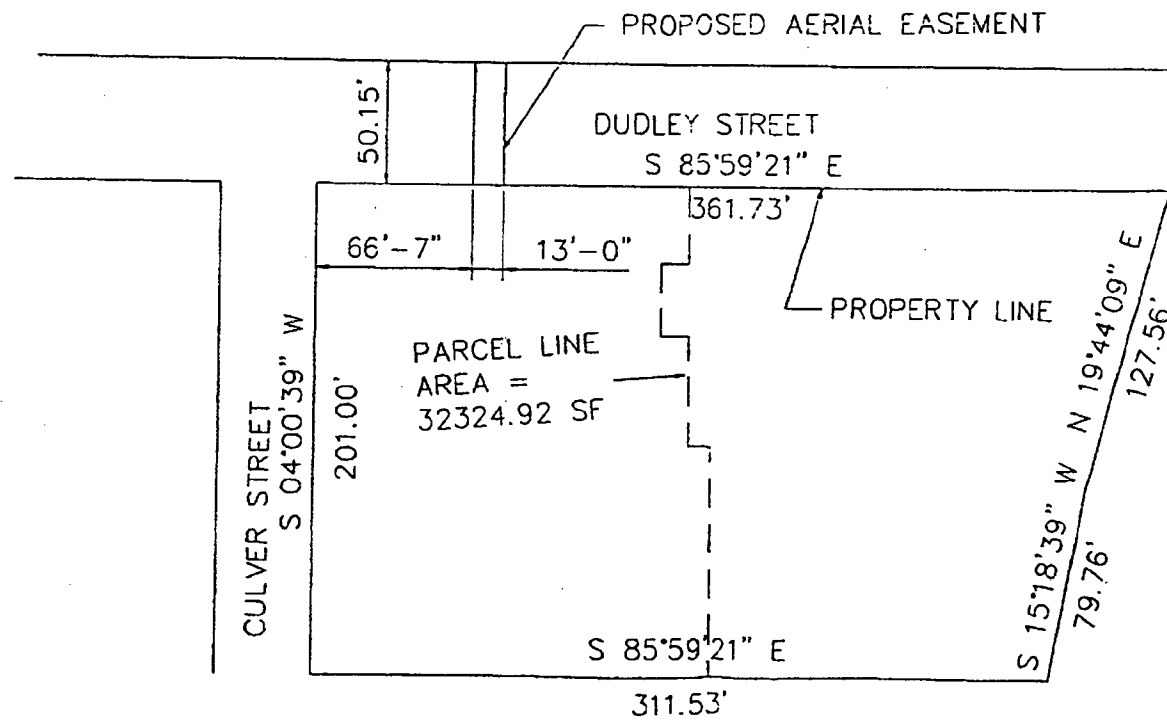 PROPOSED AERIAL EASEMENT
50.15'
DUDLEY STREET
S 85°59'21" E
361.73'
66'-7"
13'-0"
PROPERTY LINE
PARCEL LINE
AREA =
32324.92 SF
CULVER STREET
S 04°00'39" W
201.00'
N 19°44'09" E
127.56'
S 15°18'39" W
79.76'
S 85°59'21" E
311.53'